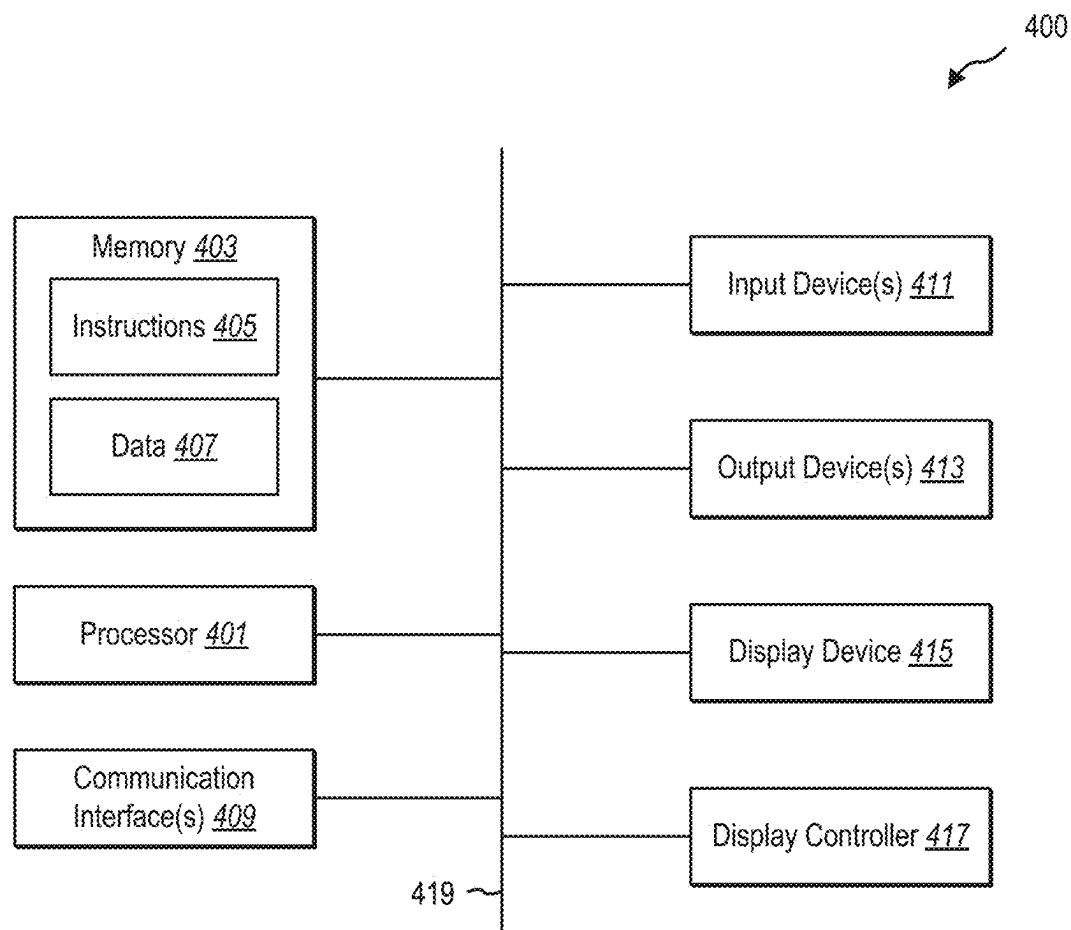 400
Memory 403
Instructions 405
Data 407
Processor 401
Communication
Interface(s) 409
Input Device(s) 411
Output Device(s) 413
Display Device 415
Display Controller 417
419